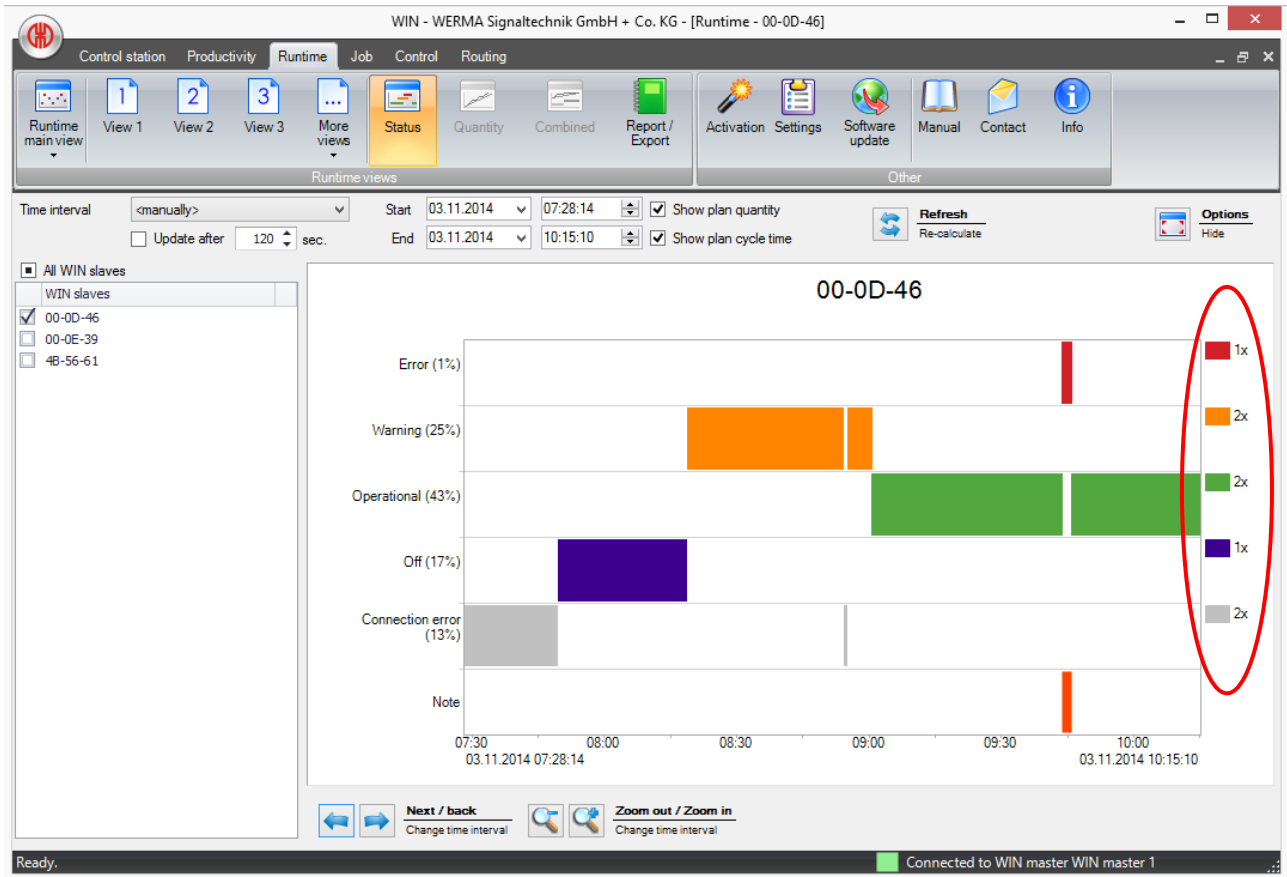 WIN - WERMA Signaltechnik GmbH + Co. KG - [Runtime - 00-0D-46]
Control station Productivity Runtime Job Control Routing
Runtime main view
View 1
View 2
View 3
More views
Status
Quantity
Combined
Report / Export
Activation
Settings
Software update
Manual
Contact
Info
1
2
3
...
Runtime views
Other
Time interval <manually> Start 03.11.2014 07:28:14 Show plan quantity
Update after 120 sec. End 03.11.2014 10:15:10 Show plan cycle time
Refresh
Re-calculate
Options
Hide
All WIN slaves
WIN slaves
00-0D-46
00-0E-39
4B-56-61
00-0D-46
Error (1%) 1x
Warning (25%) 2x
Operational (43%) 2x
Off (17%) 1x
Connection error
(13%) 2x
Note
07:30 08:00 08:30 09:00 09:30 10:00
03.11.2014 07:28:14 03.11.2014 10:15:10
Next / back
Change time interval
Zoom out / Zoom in
Change time interval
Ready. Connected to WIN master WIN master 1